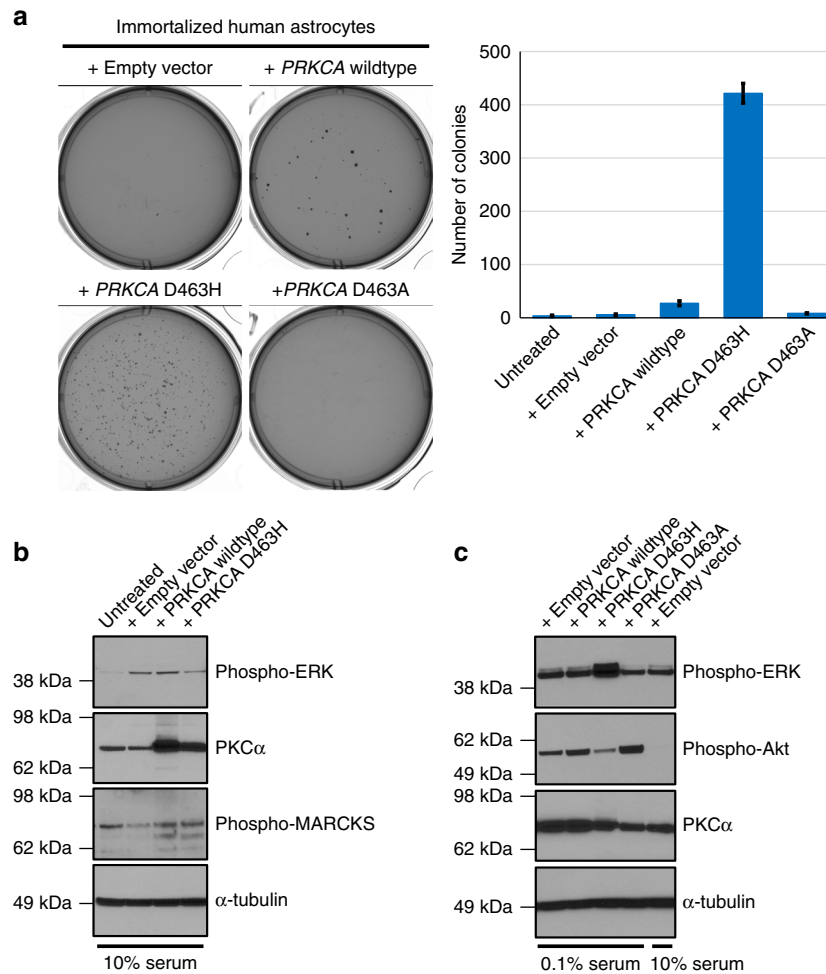 a
Immortalized human astrocytes
+ Empty vector
+ PRKCA wildtype
+ PRKCA D463H
+PRKCA D463A
Number of colonies
500
400
300
200
100
0
Untreated
+ Empty vector
+ PRKCA wildtype
+ PRKCA D463H
+ PRKCA D463A
b
Untreated
+ Empty vector
+ PRKCA wildtype
+ PRKCA D463H
38 kDa
Phospho-ERK
98 kDa
PKCα
62 kDa
98 kDa
Phospho-MARCKS
62 kDa
49 kDa
α-tubulin
10% serum
c
+ Empty vector
+ PRKCA wildtype
+ PRKCA D463H
+ PRKCA D463A
+ Empty vector
Phospho-ERK
38 kDa
62 kDa
Phospho-Akt
49 kDa
98 kDa
PKCα
62 kDa
49 kDa
α-tubulin
0.1% serum
10% serum